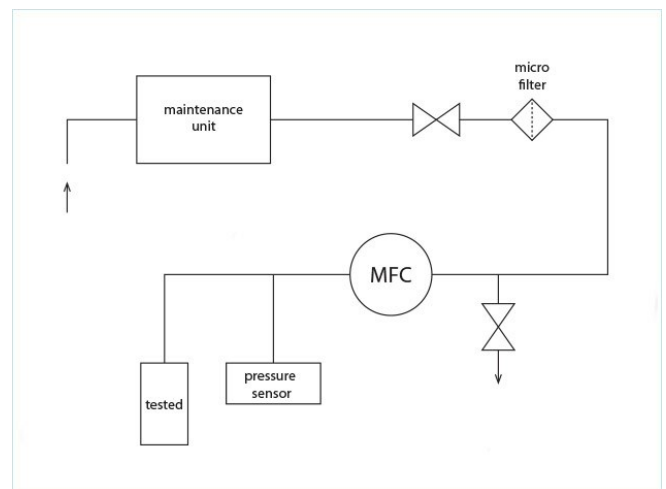 maintenance
unit
micro
filter
MFC
tested
pressure
sensor